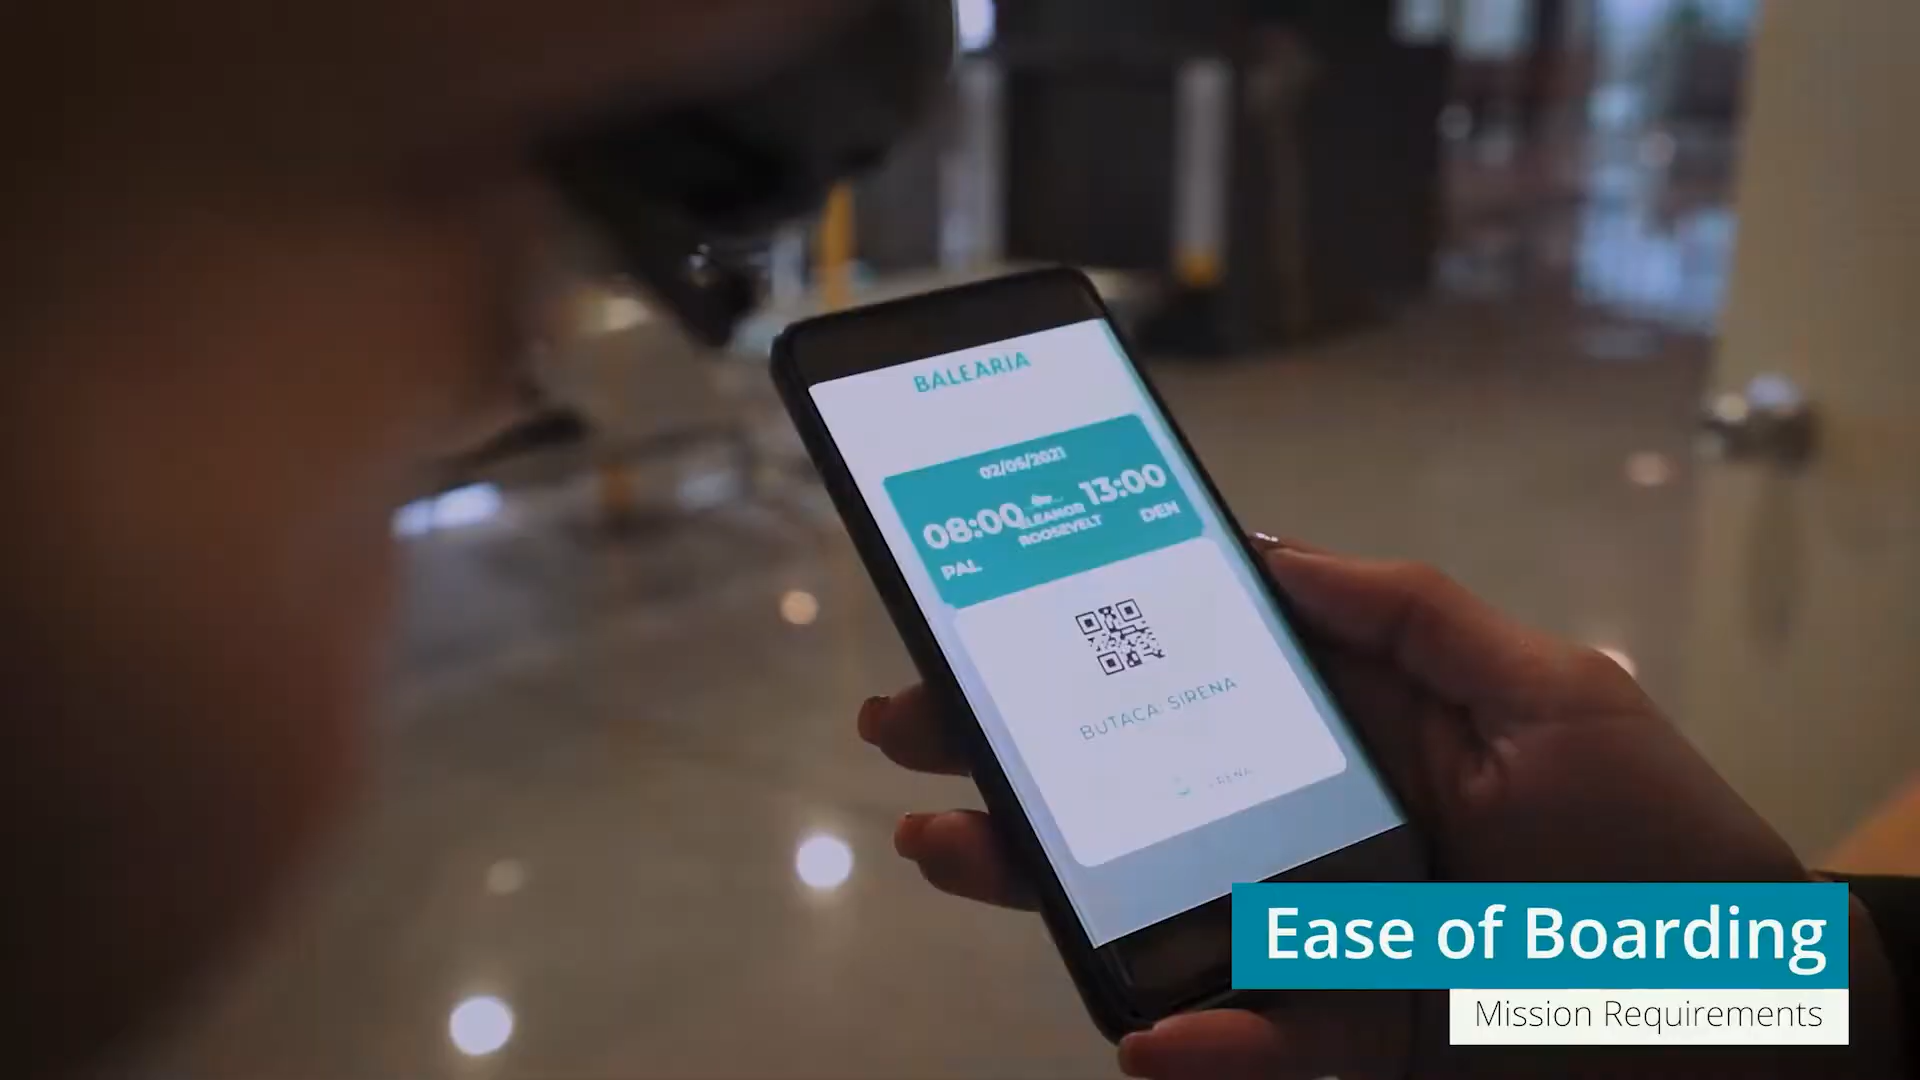 BALEARIA
02/05/2021
08:00 ELEANOR ROOSEVELT 13:00
PAL DEN
BUTACA SIRENA
SIRENA
Ease of Boarding
Mission Requirements